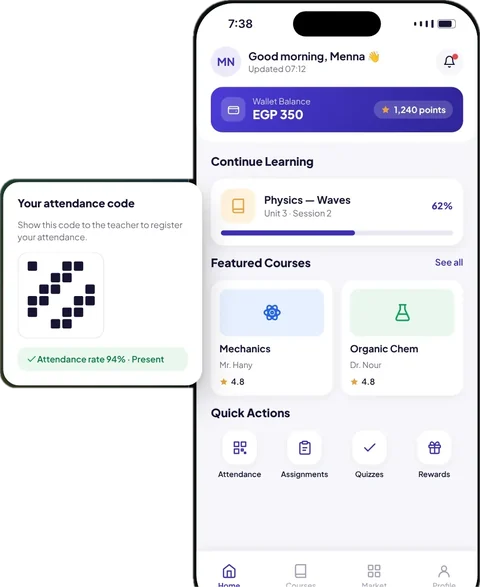 7:38
MN
Good morning, Menna 👋
Updated 07:12
Wallet Balance
EGP 350
1,240 points
Continue Learning
Physics — Waves
Unit 3 · Session 2
62%
Featured Courses
See all
Mechanics
Mr. Hany
4.8
Organic Chem
Dr. Nour
4.8
Quick Actions
Attendance
Assignments
Quizzes
Rewards
Home
Courses
Market
Profile
Your attendance code
Show this code to the teacher to register
your attendance.
Attendance rate 94% · Present